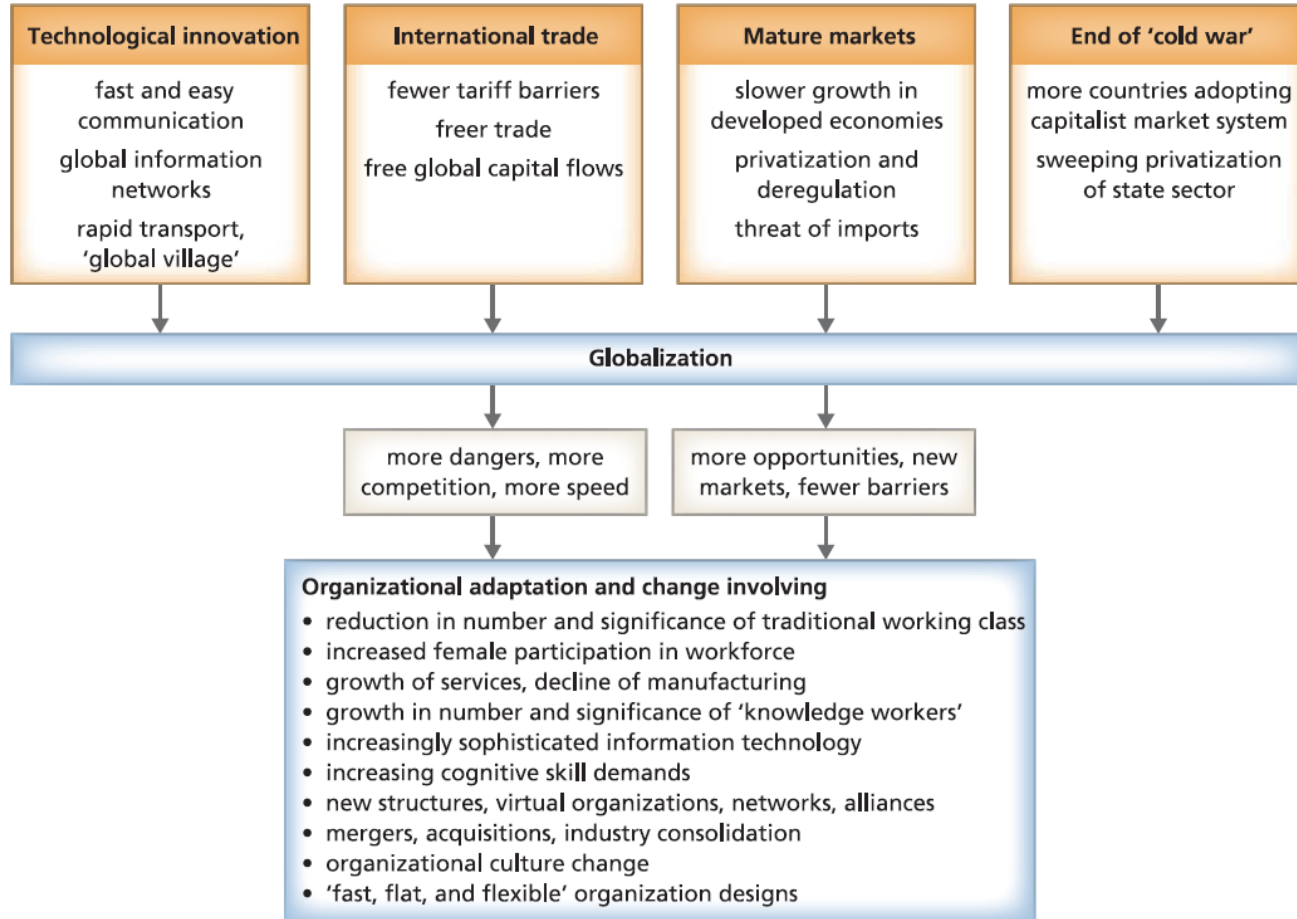 Technological innovation
fast and easy
communication
global information
networks
rapid transport,
‘global village’
International trade
fewer tariff barriers
freer trade
free global capital flows
Mature markets
slower growth in
developed economies
privatization and
deregulation
threat of imports
End of ‘cold war’
more countries adopting
capitalist market system
sweeping privatization
of state sector
Globalization
more dangers, more
competition, more speed
more opportunities, new
markets, fewer barriers
Organizational adaptation and change involving
• reduction in number and significance of traditional working class
• increased female participation in workforce
• growth of services, decline of manufacturing
• growth in number and significance of ‘knowledge workers’
• increasingly sophisticated information technology
• increasing cognitive skill demands
• new structures, virtual organizations, networks, alliances
• mergers, acquisitions, industry consolidation
• organizational culture change
• ‘fast, flat, and flexible’ organization designs